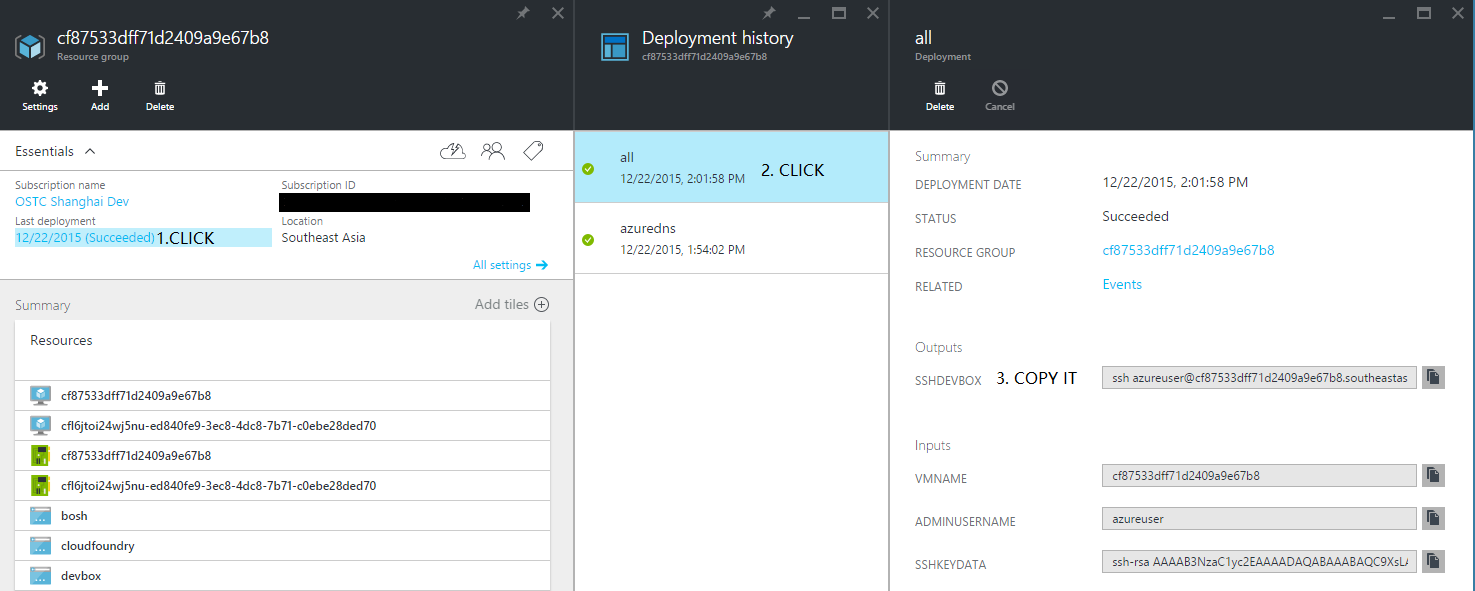 cf87533dff71d2409a9e67b8
Resource group
Settings
Add
Delete
Essentials
Subscription name
Subscription ID
OSTC Shanghai Dev
Last deployment
Location
12/22/2015 (Succeeded) 1.CLICK
Southeast Asia
All settings
Summary
Add tiles
Resources
cf87533dff71d2409a9e67b8
cfl6jtoi24wj5nu-ed840fe9-3ec8-4dc8-7b71-c0ebe28ded70
cf87533dff71d2409a9e67b8
cfl6jtoi24wj5nu-ed840fe9-3ec8-4dc8-7b71-c0ebe28ded70
bosh
cloudfoundry
devbox
Deployment history
cf87533dff71d2409a9e67b8
all
12/22/2015, 2:01:58 PM
2. CLICK
azuredns
12/22/2015, 1:54:02 PM
all
Deployment
Delete
Cancel
Summary
DEPLOYMENT DATE
12/22/2015, 2:01:58 PM
STATUS
Succeeded
RESOURCE GROUP
cf87533dff71d2409a9e67b8
RELATED
Events
Outputs
SSHDEVBOX
3. COPY IT
ssh azureuser@cf87533dff71d2409a9e67b8.southeastas
Inputs
VMNAME
cf87533dff71d2409a9e67b8
ADMINUSERNAME
azureuser
SSHKEYDATA
ssh-rsa AAAAB3NzaC1yc2EAAAADAQABAAABAQC9XsLA